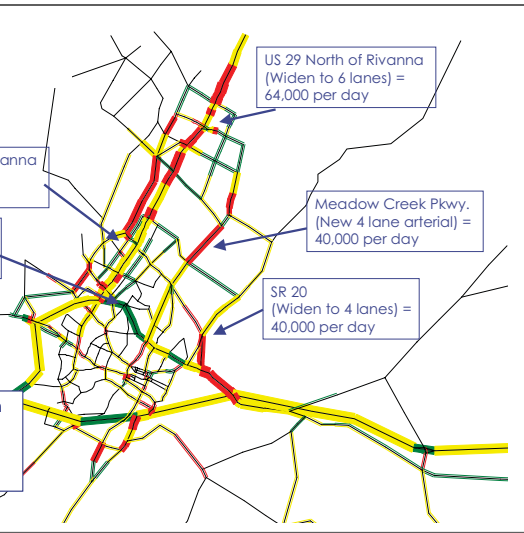 US 29 North of Rivanna
(Widen to 6 lanes) =
64,000 per day
Meadow Creek Pkwy.
(New 4 lane arterial) =
40,000 per day
SR 20
(Widen to 4 lanes) =
40,000 per day